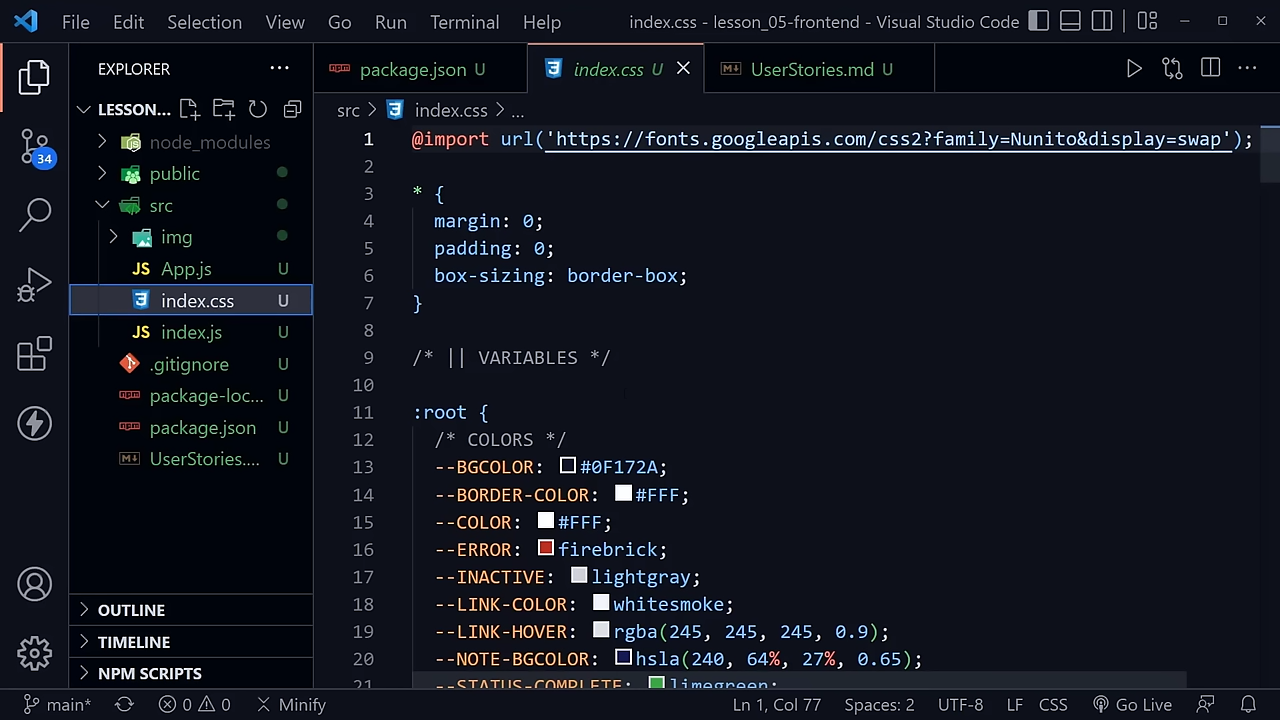 File Edit Selection View Go Run Terminal Help index.css - lesson_05-frontend - Visual Studio Code
EXPLORER
package.json U
index.css U
UserStories.md U
LESSON...
src > index.css > ...
node_modules
public
src
img
App.js U
index.css U
index.js U
.gitignore U
package-loc... U
package.json U
UserStories.... U
34
OUTLINE
TIMELINE
NPM SCRIPTS
1 @import url('https://fonts.googleapis.com/css2?family=Nunito&display=swap');
2
3 * {
4 margin: 0;
5 padding: 0;
6 box-sizing: border-box;
7 }
8
9 /* || VARIABLES */
10
11 :root {
12 /* COLORS */
13 --BGCOLOR: #0F172A;
14 --BORDER-COLOR: #FFF;
15 --COLOR: #FFF;
16 --ERROR: firebrick;
17 --INACTIVE: lightgray;
18 --LINK-COLOR: whitesmoke;
19 --LINK-HOVER: rgba(245, 245, 245, 0.9);
20 --NOTE-BGCOLOR: hsla(240, 64%, 27%, 0.65);
21 --STATUS-COMPLETE: limegreen;
main* 0 0 Minify Ln 1, Col 77 Spaces: 2 UTF-8 LF CSS Go Live